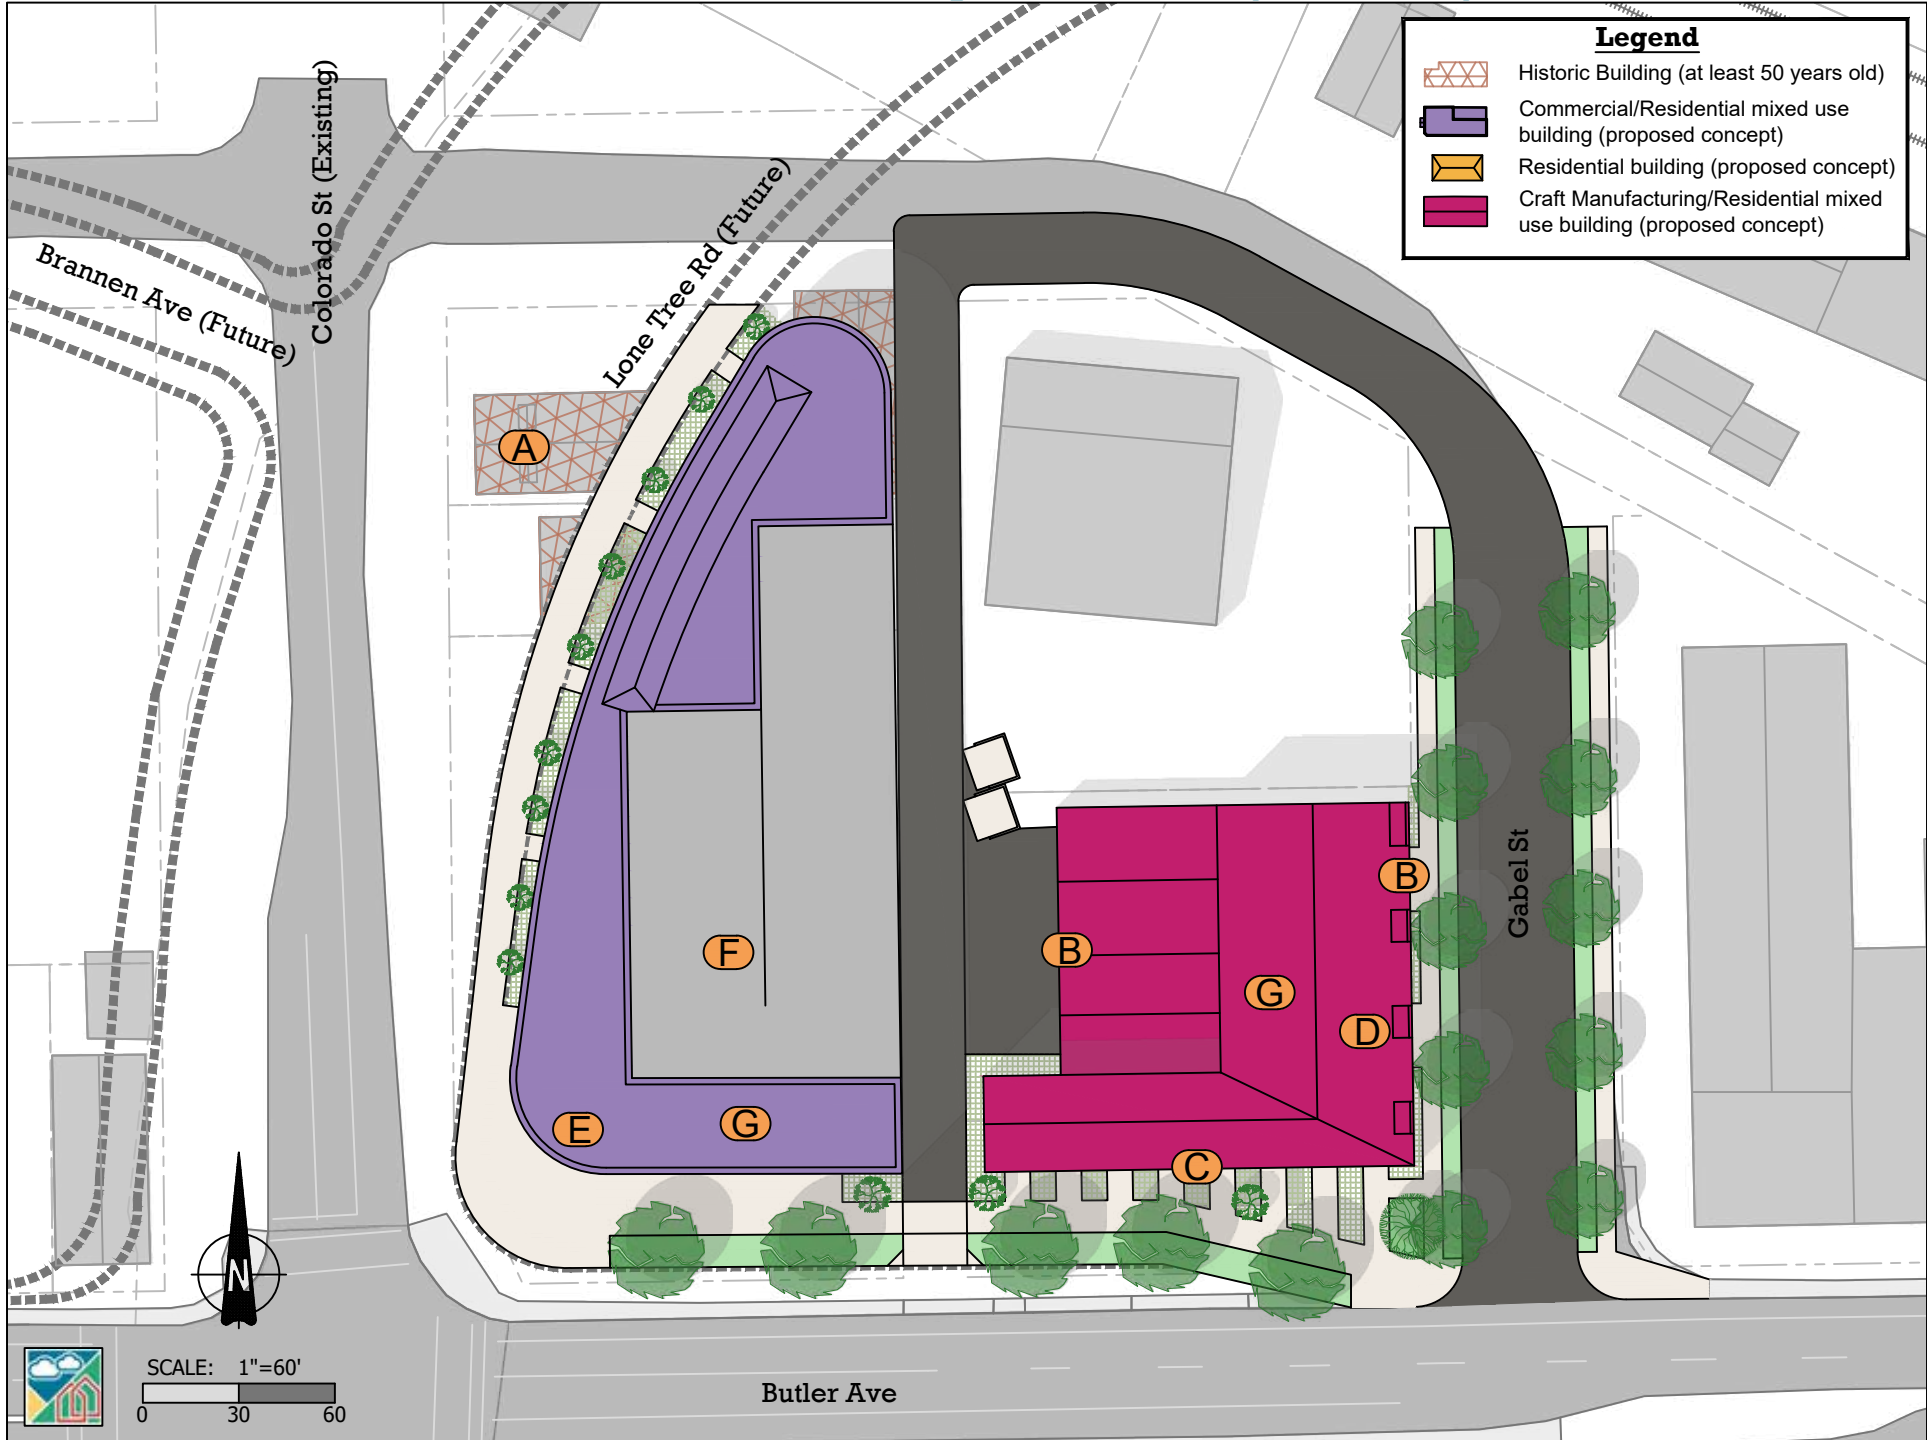 Legend
Historic Building (at least 50 years old)
Commercial/Residential mixed use
building (proposed concept)
Residential building (proposed concept)
Craft Manufacturing/Residential mixed
use building (proposed concept)
Colorado St (Existing)
Brannen Ave (Future)
Lone Tree Rd (Future)
A
B
Gabel St
F
B
G
D
E
G
C
N
SCALE: 1"=60'
0 30 60
Butler Ave